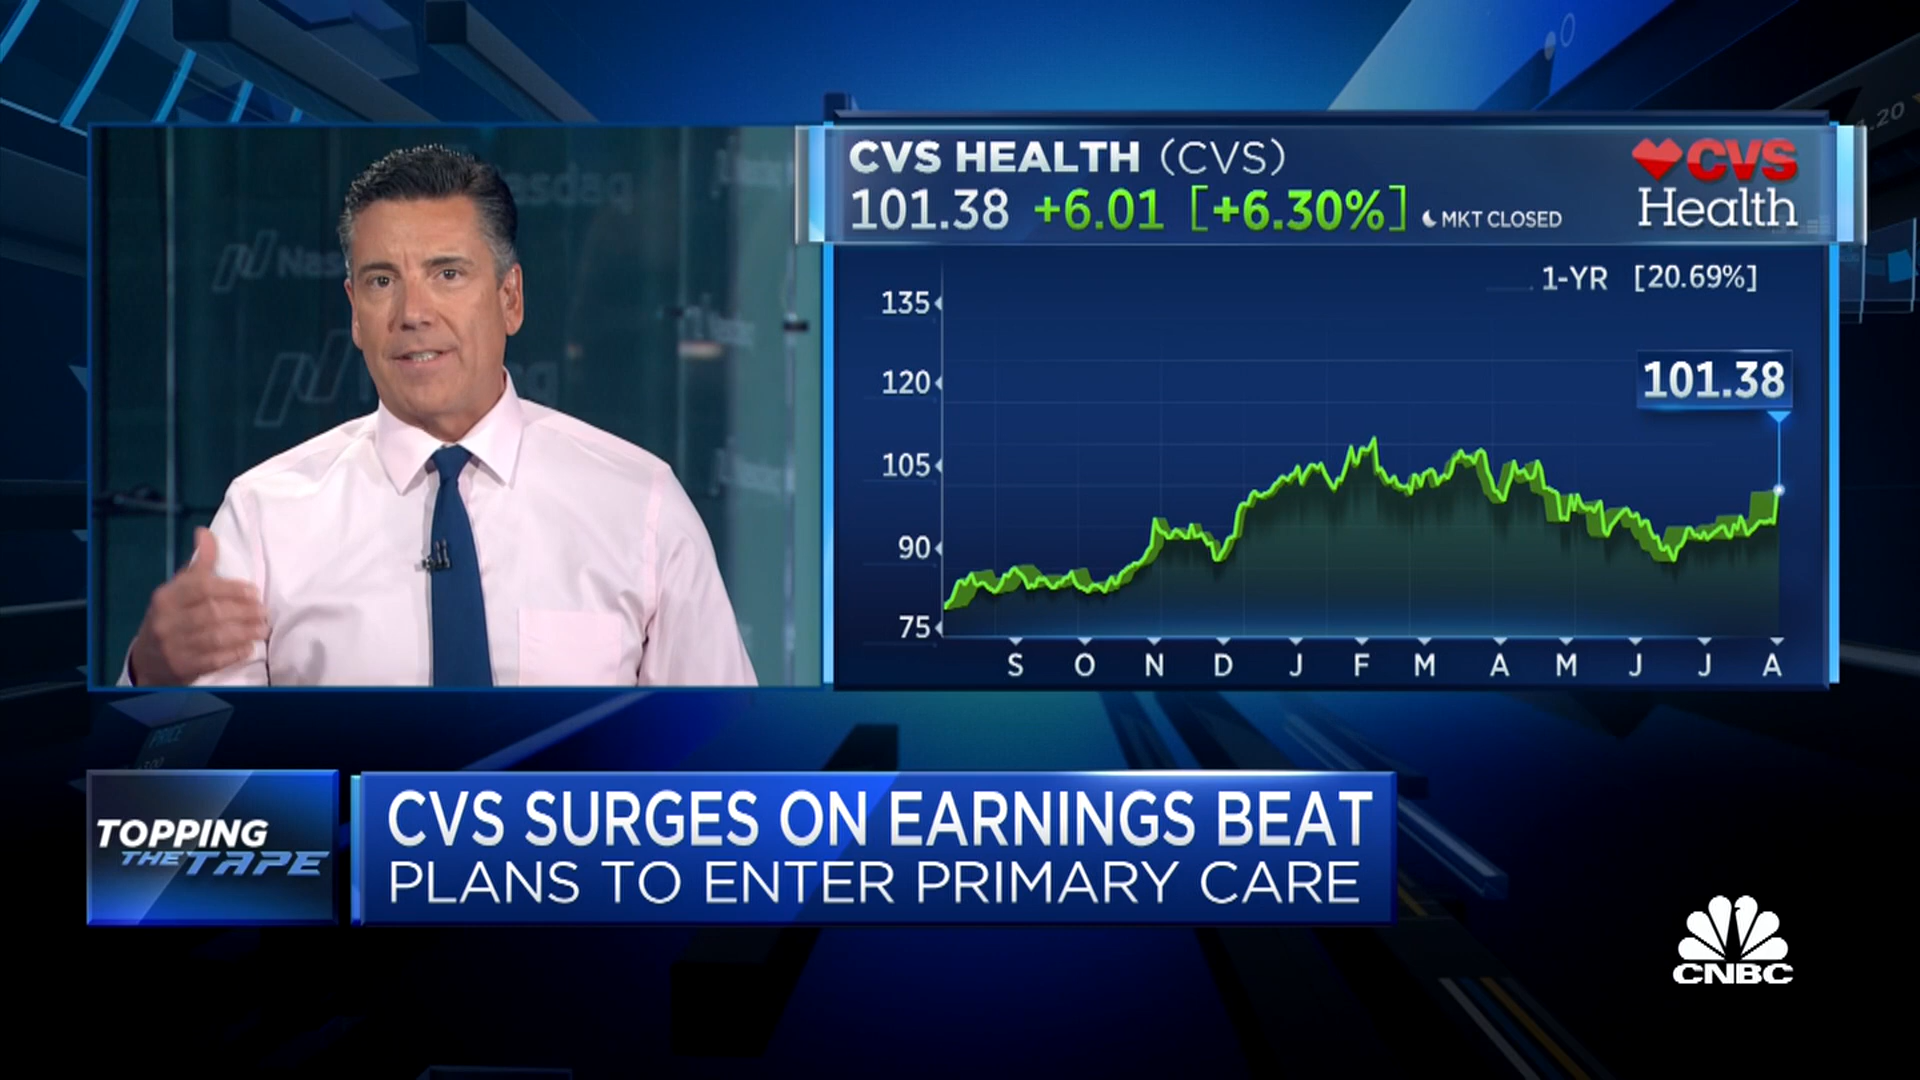 CVS HEALTH (CVS)
101.38 +6.01 [+6.30%] MKT CLOSED
CVS
Health
1-YR [20.69%]
135
120
105
90
75
101.38
S O N D J F M A M J J A
Nasdaq
TOPPING
THE TAPE
CVS SURGES ON EARNINGS BEAT
PLANS TO ENTER PRIMARY CARE
CNBC
PRICE